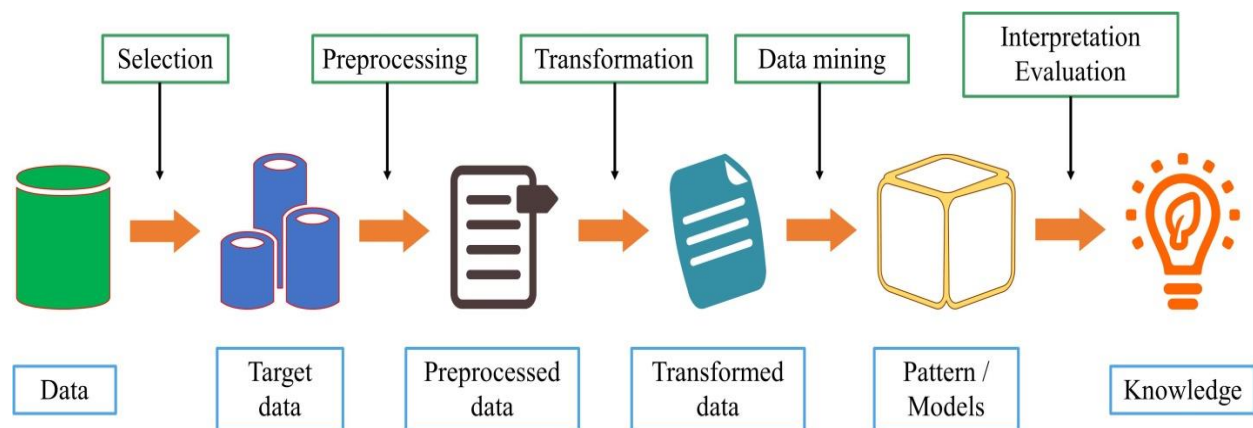 Selection
Preprocessing
Transformation
Data mining
Interpretation
Evaluation
Data
Target
data
Preprocessed
data
Transformed
data
Pattern /
Models
Knowledge